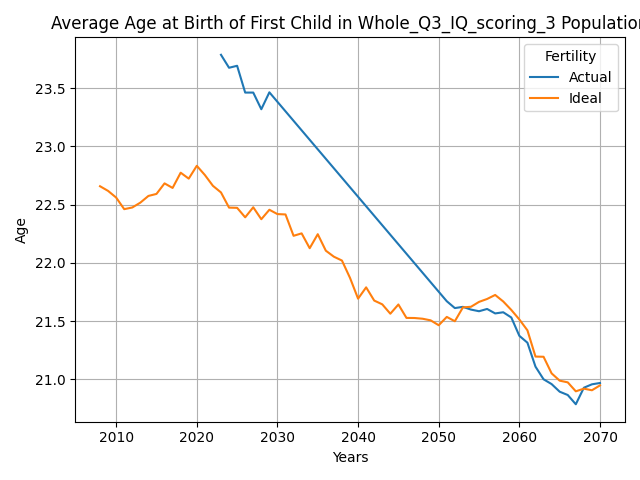 Average Age at Birth of First Child in Whole_Q3_IQ_scoring_3 Population
Fertility
Actual
Ideal
23.5
23.0
22.5
22.0
21.5
21.0
Age
2010 2020 2030 2040 2050 2060 2070
Years